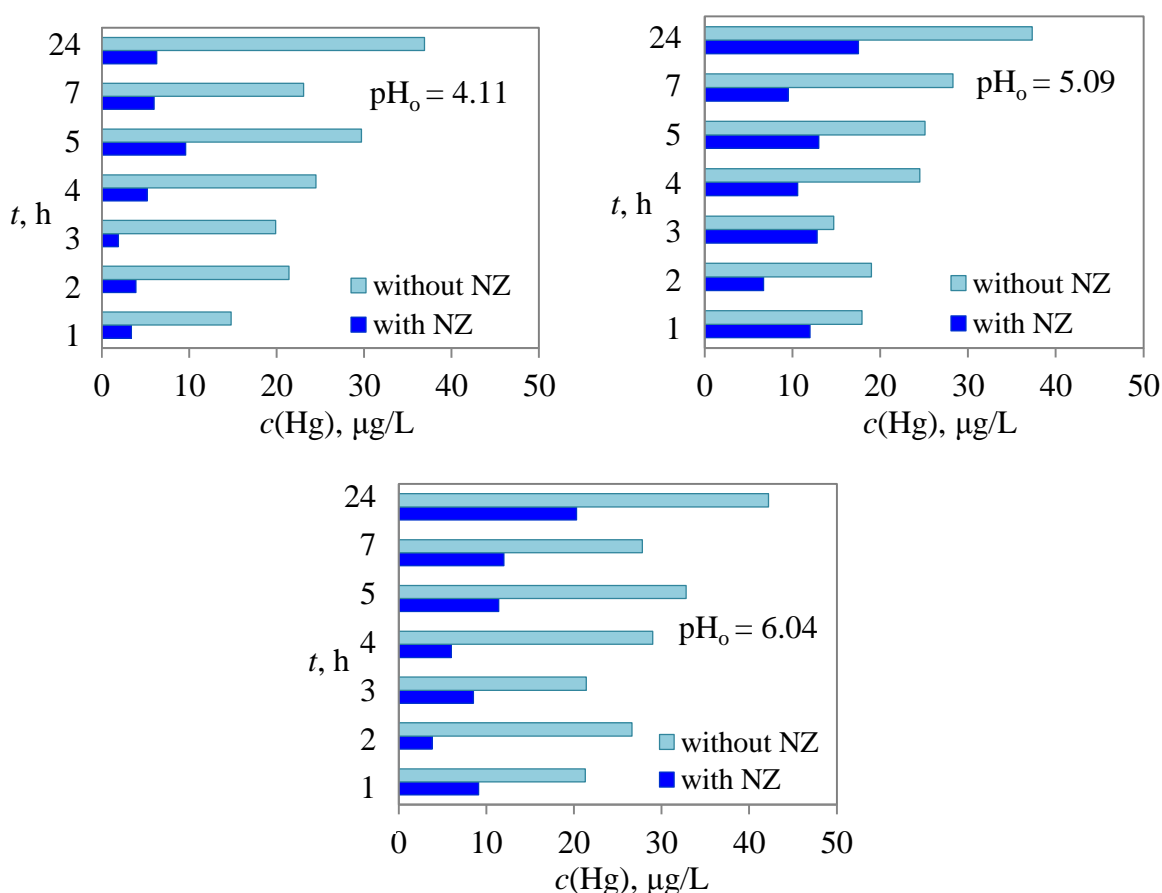 24
7
5
4
3
2
1
t, h
pHo = 4.11
without NZ
with NZ
0 10 20 30 40 50
c(Hg), μg/L
24
7
5
4
3
2
1
t, h
pHo = 5.09
without NZ
with NZ
0 10 20 30 40 50
c(Hg), μg/L
24
7
5
4
3
2
1
t, h
pHo = 6.04
without NZ
with NZ
0 10 20 30 40 50
c(Hg), μg/L